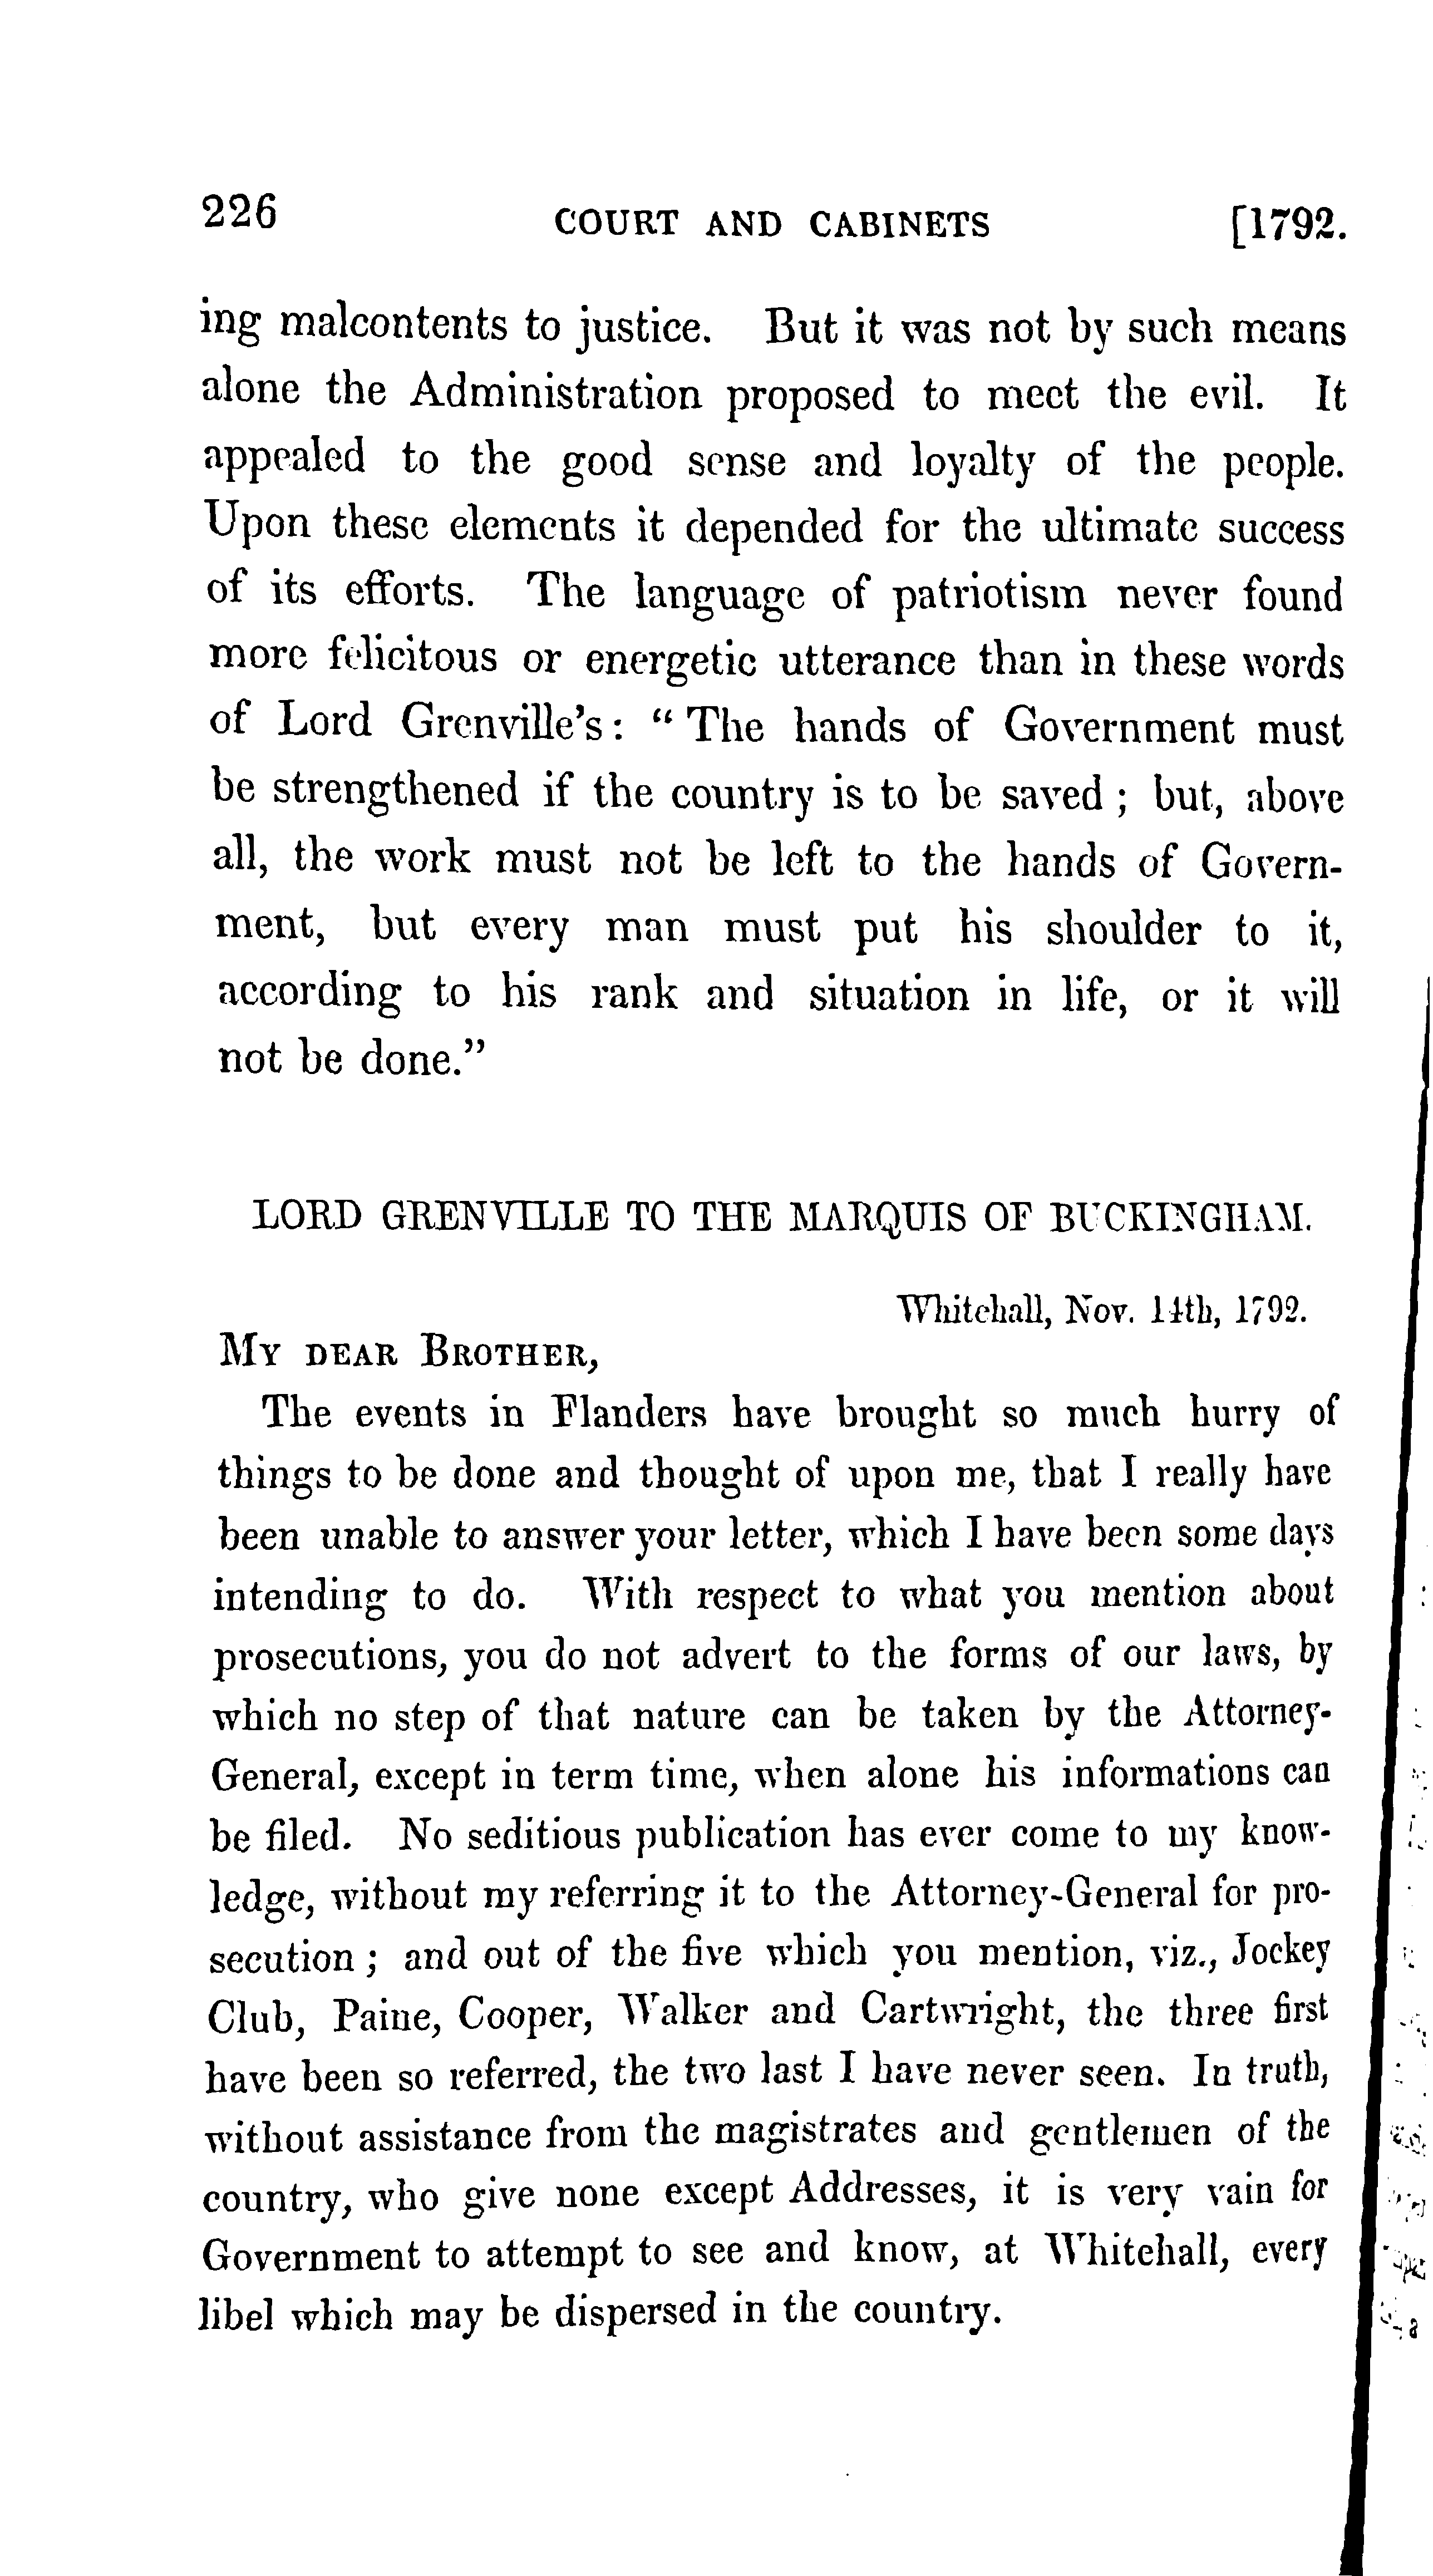 226 COURT AND CABINETS [1792.
ing malcontents to justice. But it was not by such means
alone the Administration proposed to meet the evil. It
appealed to the good sense and loyalty of the people.
Upon these elements it depended for the ultimate success
of its efforts. The language of patriotism never found
more felicitous or energetic utterance than in these words
of Lord Grenville's: “The hands of Government must
be strengthened if the country is to be saved; but, above
all, the work must not be left to the hands of Govern-
ment, but every man must put his shoulder to it,
according to his rank and situation in life, or it will
not be done.”
LORD GRENVILLE TO THE MARQUIS OF BUCKINGHAM.
Whitehall, Nov. 14th, 1792.
MY DEAR BROTHER,
The events in Flanders have brought so much hurry of
things to be done and thought of upon me, that I really have
been unable to answer your letter, which I have been some days
intending to do. With respect to what you mention about
prosecutions, you do not advert to the forms of our laws, by
which no step of that nature can be taken by the Attorney-
General, except in term time, when alone his informations can
be filed. No seditious publication has ever come to my know-
ledge, without my referring it to the Attorney-General for pro-
secution; and out of the five which you mention, viz., Jockey
Club, Paine, Cooper, Walker and Cartwright, the three first
have been so referred, the two last I have never seen. In truth,
without assistance from the magistrates and gentlemen of the
country, who give none except Addresses, it is very vain for
Government to attempt to see and know, at Whitehall, every
libel which may be dispersed in the country.